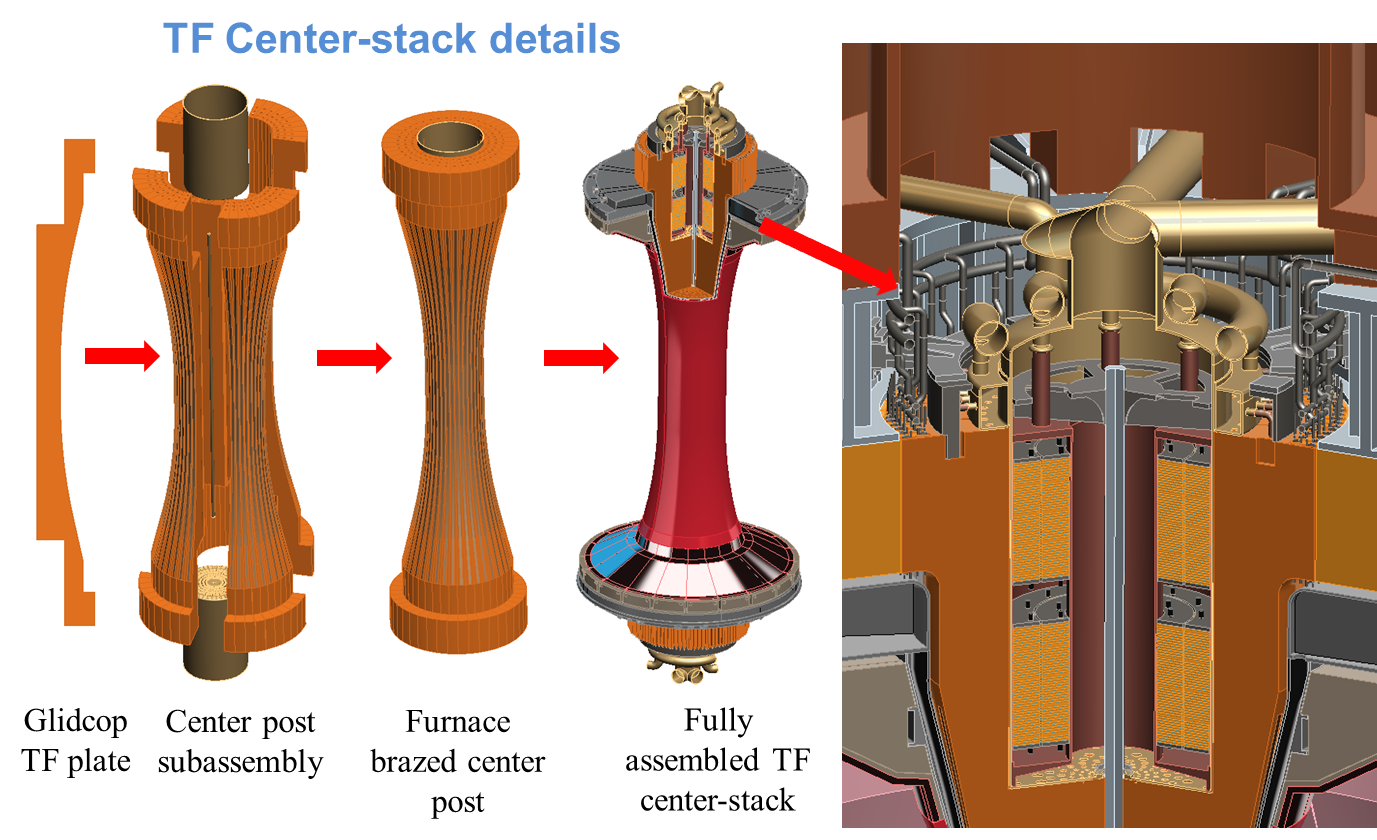 TF Center-stack details
Glidcop
TF plate
Center post
subassembly
Furnace
brazed center
post
Fully
assembled TF
center-stack